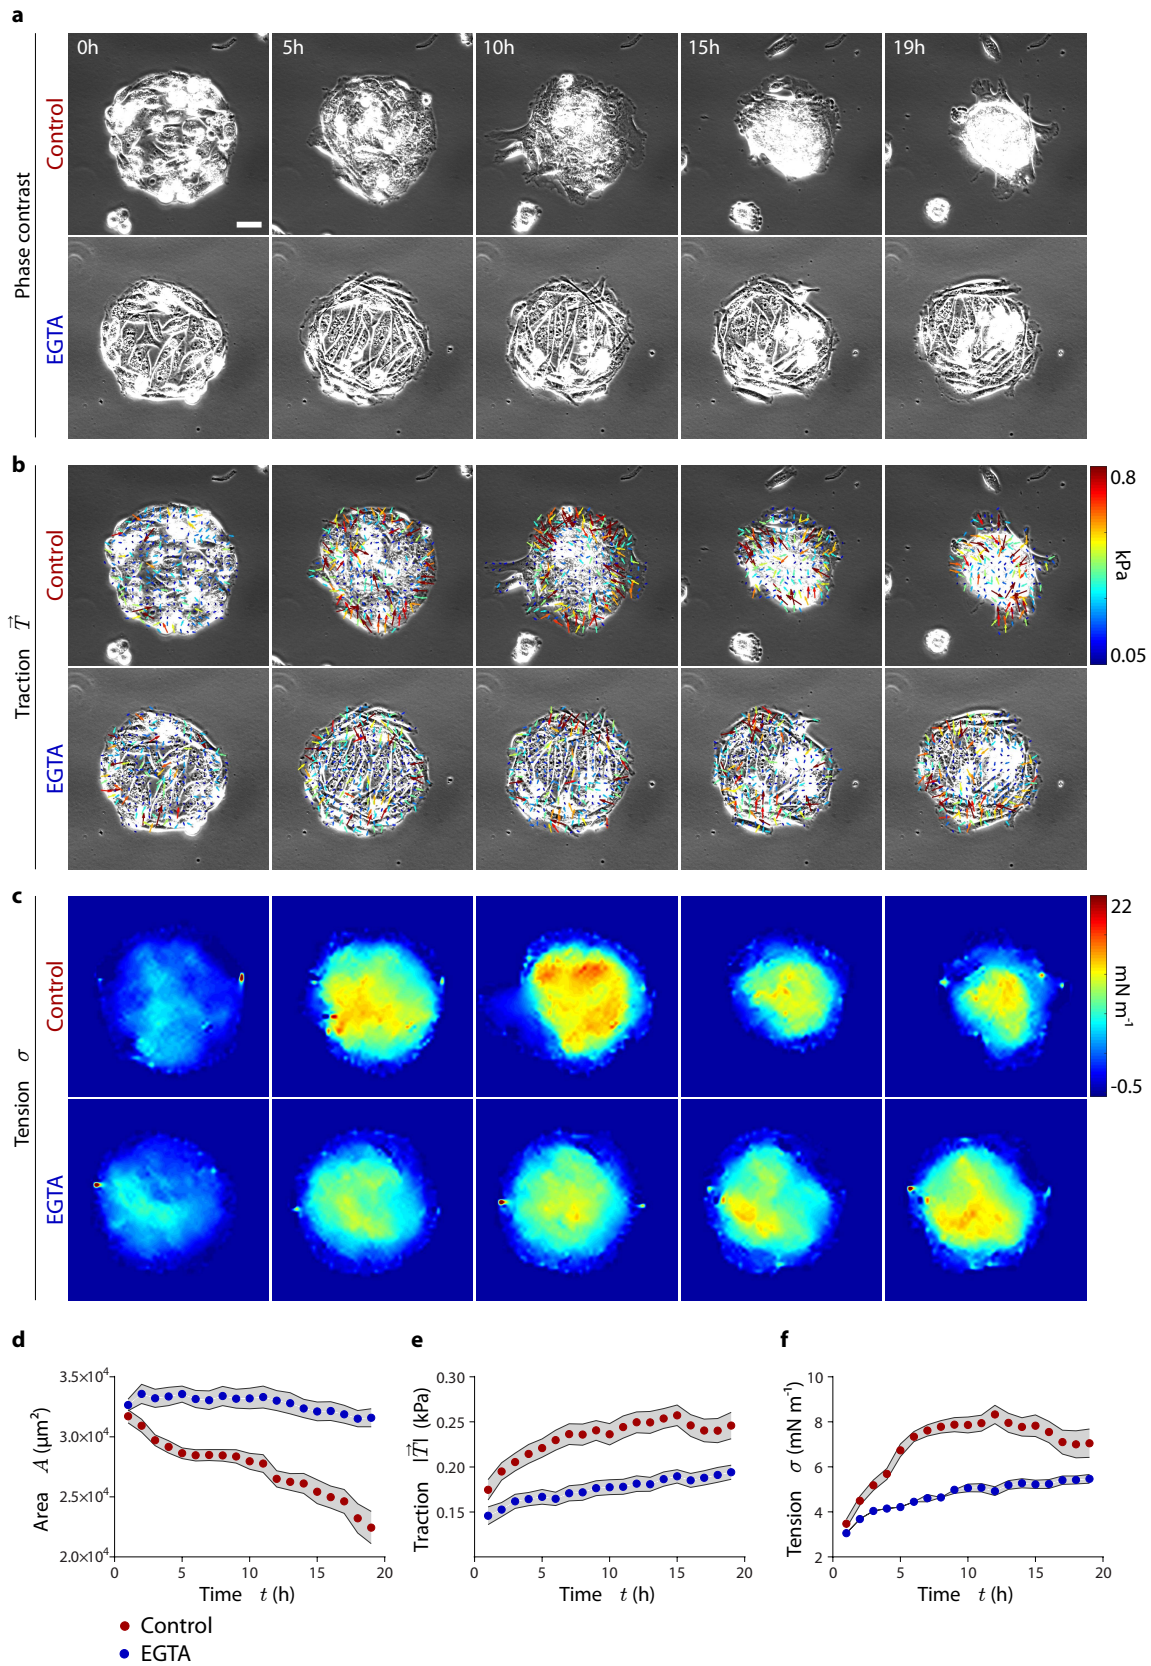 a
0h 5h 10h 15h 19h
Phase contrast
Control
EGTA
b
Traction T⃗
Control
EGTA
0.8
kPa
0.05
c
Tension σ
Control
EGTA
22
mN m⁻¹
-0.5
d
Area A (μm²)
3.5×10⁴
3.0×10⁴
2.5×10⁴
2.0×10⁴
0 5 10 15 20
Time t (h)
e
Traction |T⃗| (kPa)
0.30
0.25
0.20
0.15
0 5 10 15 20
Time t (h)
f
Tension σ (mN m⁻¹)
10
8
6
4
2
0 5 10 15 20
Time t (h)
Control
EGTA